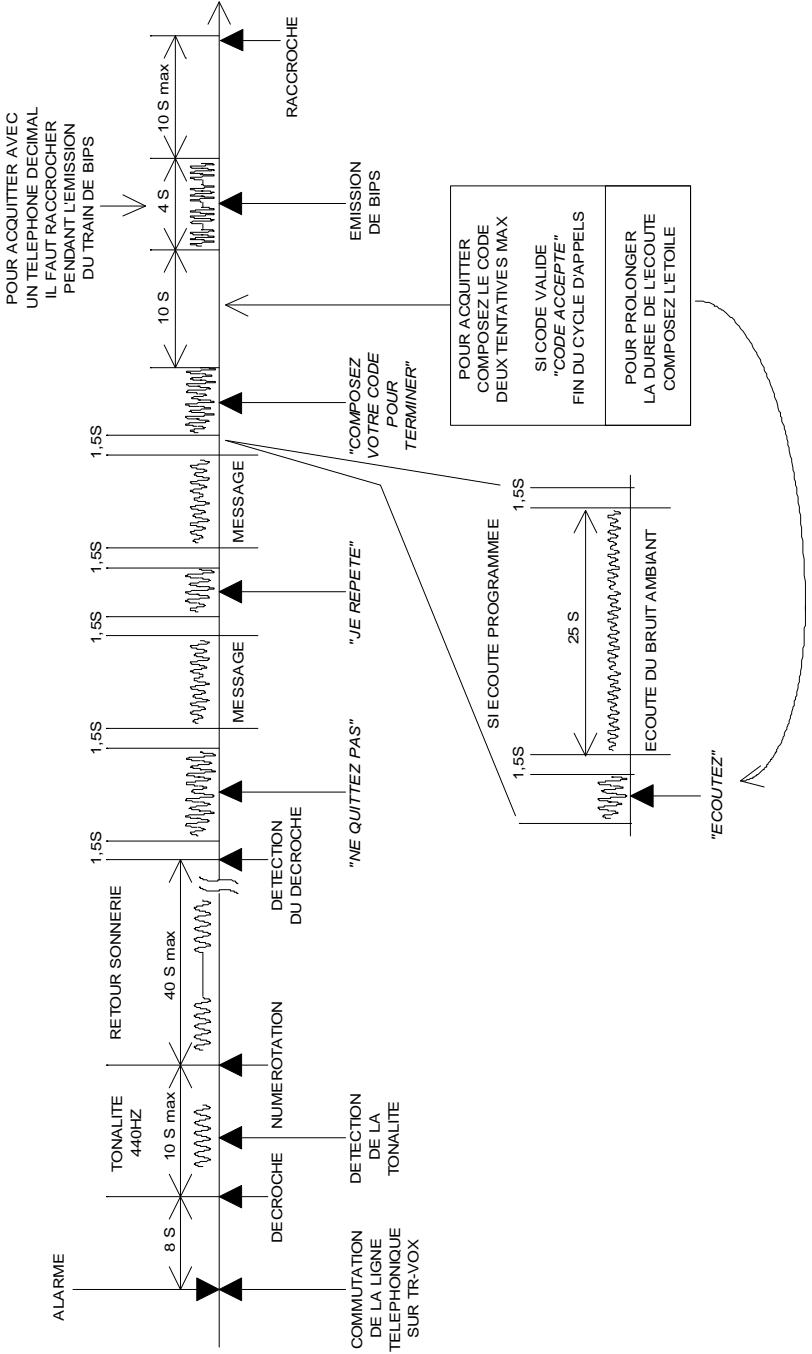 ALARME
8 S
COMMUTATION
DE LA LIGNE
TELEPHONIQUE
SUR TR-VOX
DECROCHE
TONALITE
440HZ
10 S max
DETECTION
DE LA
TONALITE
NUMEROTATION
RETOUR SONNERIE
40 S max
DETECTION
DU DECROCHE
1,5S
"NE QUITTEZ PAS"
1,5S
MESSAGE
1,5S
"JE REPETE"
1,5S
MESSAGE
1,5S
"COMPOSEZ
VOTRE CODE
POUR
TERMINER"
10 S
4 S
10 S max
POUR ACQUITTER AVEC
UN TELEPHONE DECIMAL
IL FAUT RACCROCHER
PENDANT L'EMISSION
DU TRAIN DE BIPS
EMISSION
DE BIPS
RACCROCHE
POUR ACQUITTER
COMPOSEZ LE CODE
DEUX TENTATIVES MAX
SI CODE VALIDE
"CODE ACCEPTE"
FIN DU CYCLE D'APPELS
POUR PROLONGER
LA DUREE DE L'ECOUTE
COMPOSEZ L'ETOILE
SI ECOUTE PROGRAMMEE
1,5S
25 S
1,5S
"ECOUTEZ"
ECOUTE DU BRUIT AMBIANT